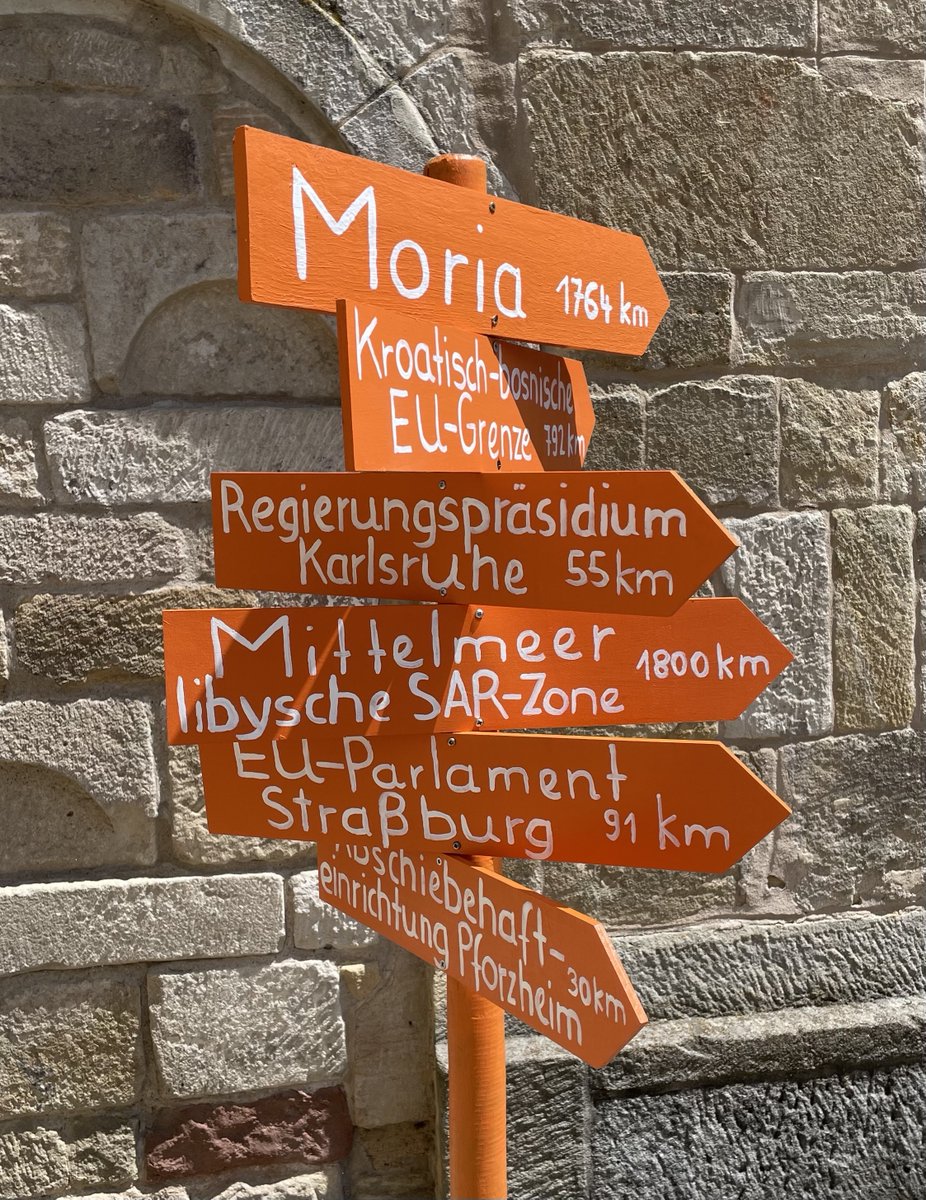 Moria 1764 km
Kroatisch-bosnische
EU-Grenze 792 km
Regierungspräsidium
Karlsruhe 55 km
Mittelmeer 1800 km
libysche SAR-Zone
EU-Parlament
Straßburg 91 km
Abschiebehaft-
einrichtung Pforzheim 30 km